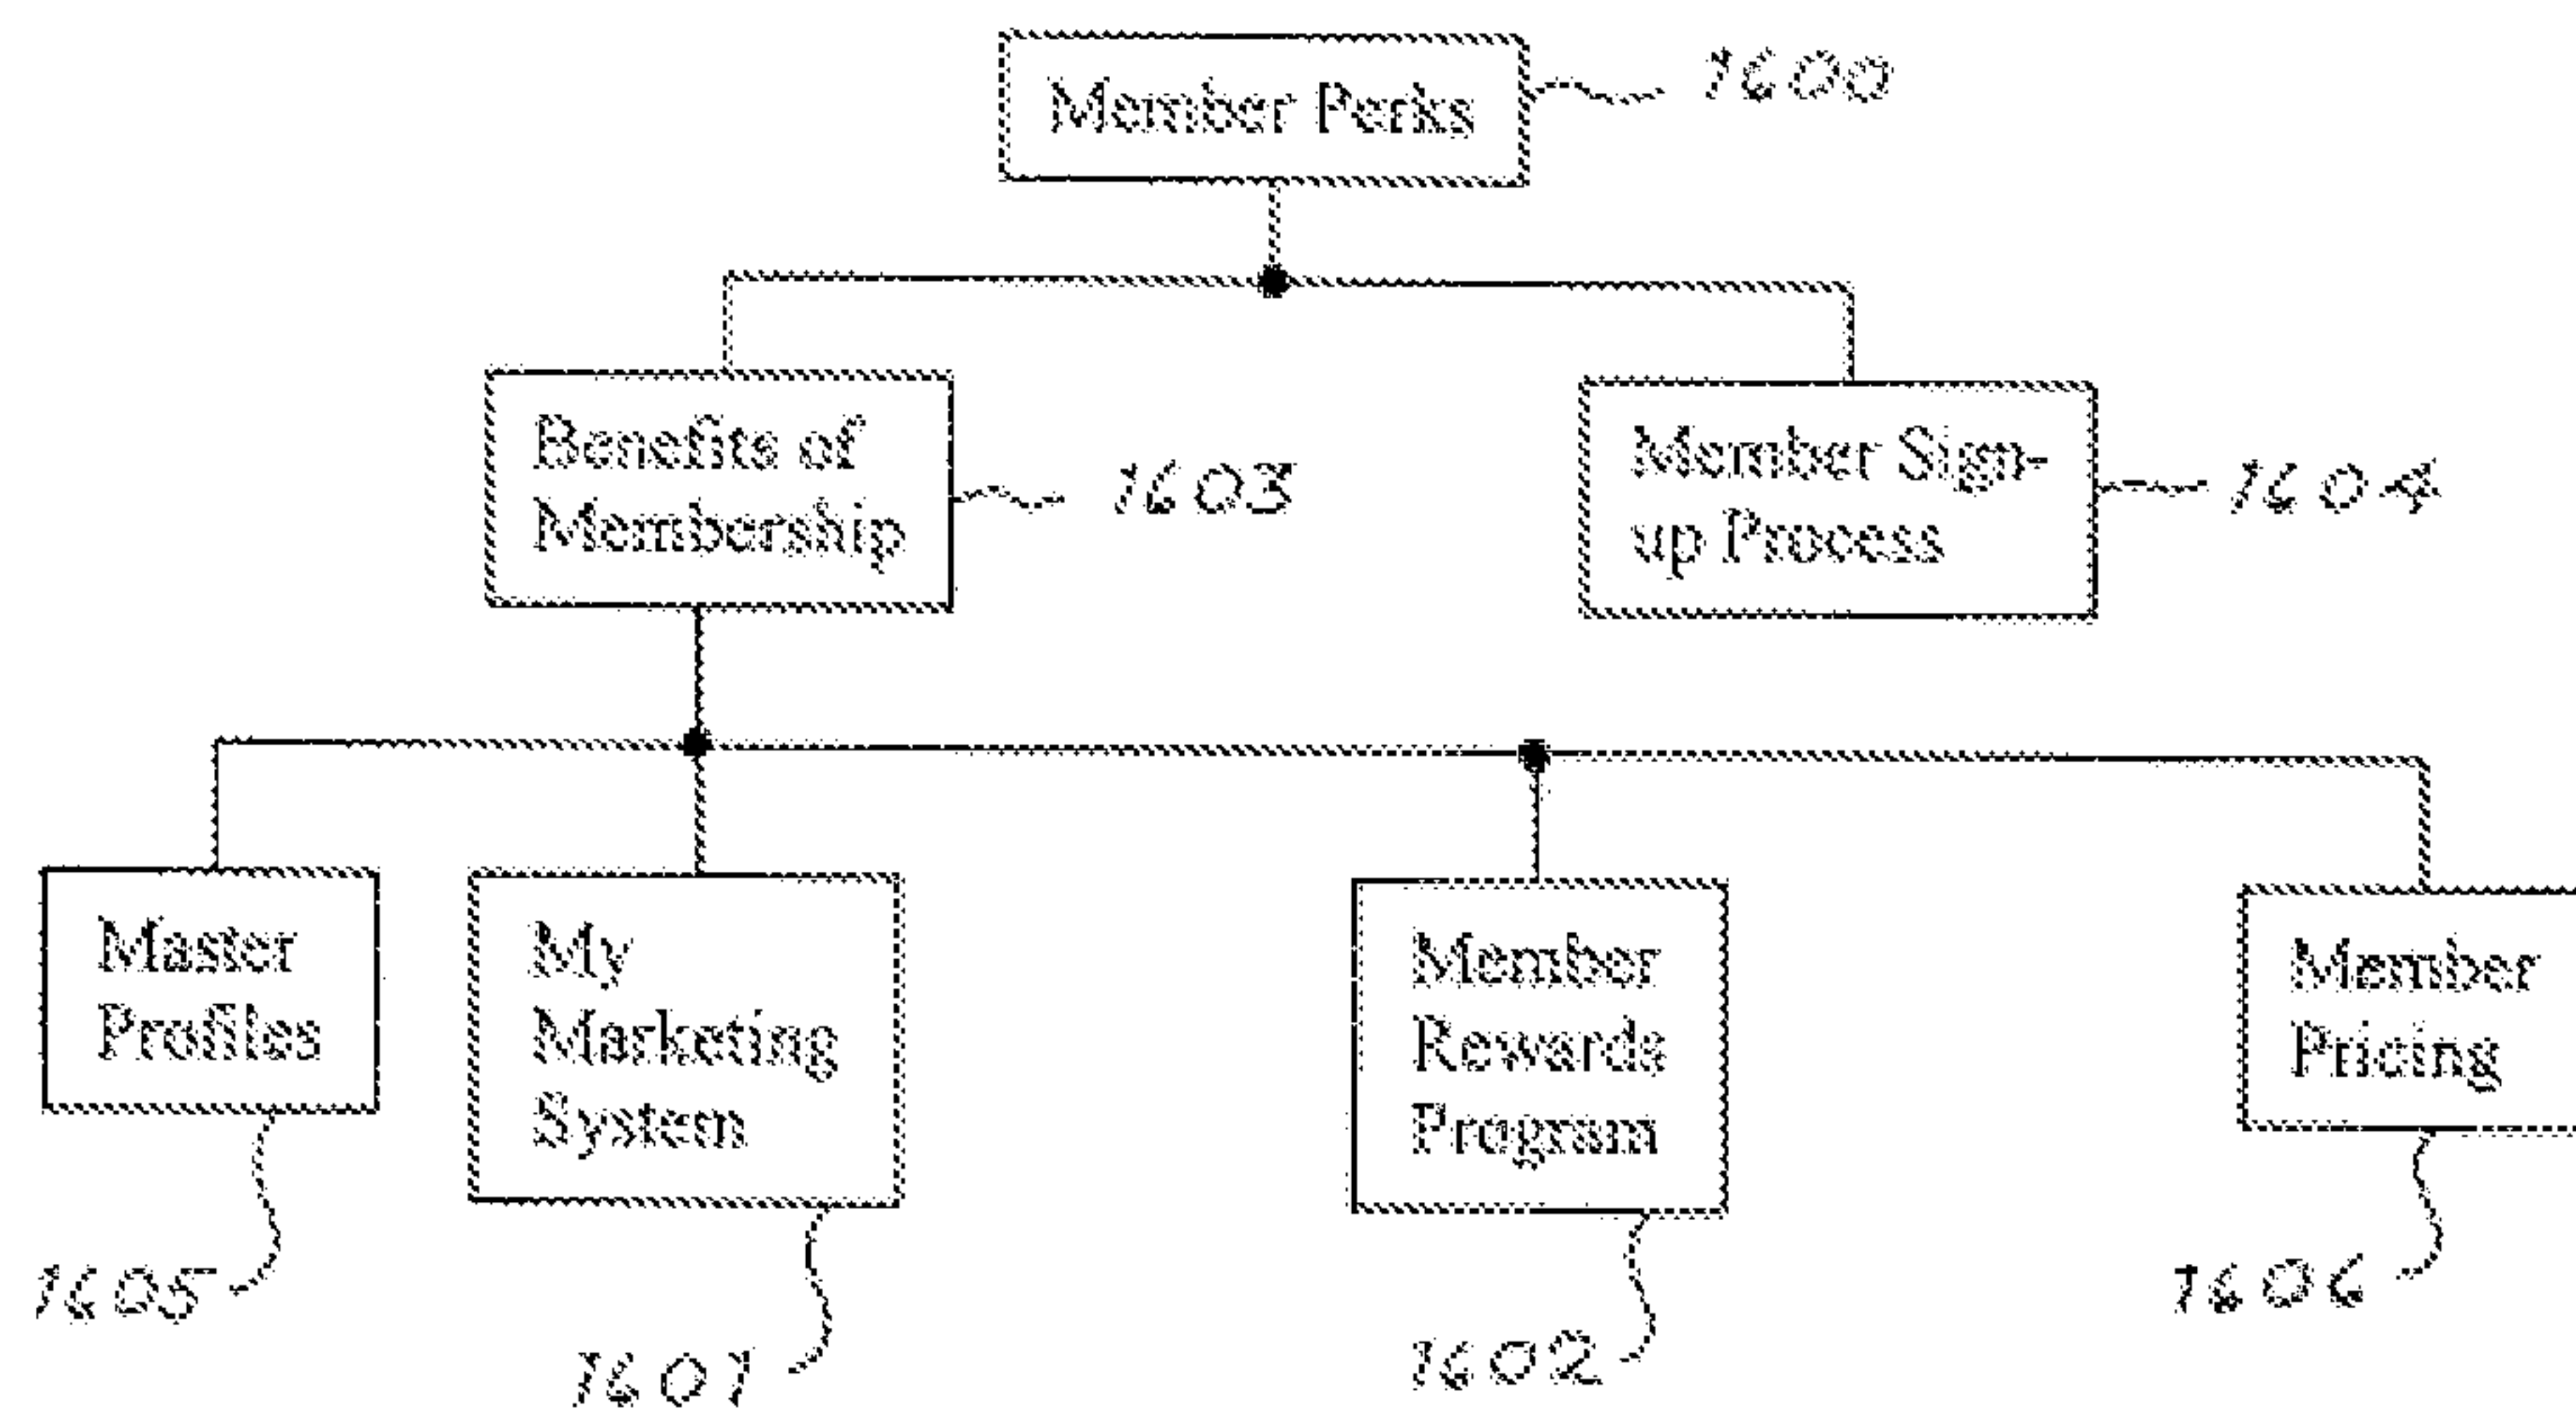 Member Perks
1600
Benefits of
Membership
1603
Member Sign-
up Process
1604
Master
Profiles
1605
My
Marketing
System
1601
Member
Rewards
Program
1602
Member
Pricing
1606